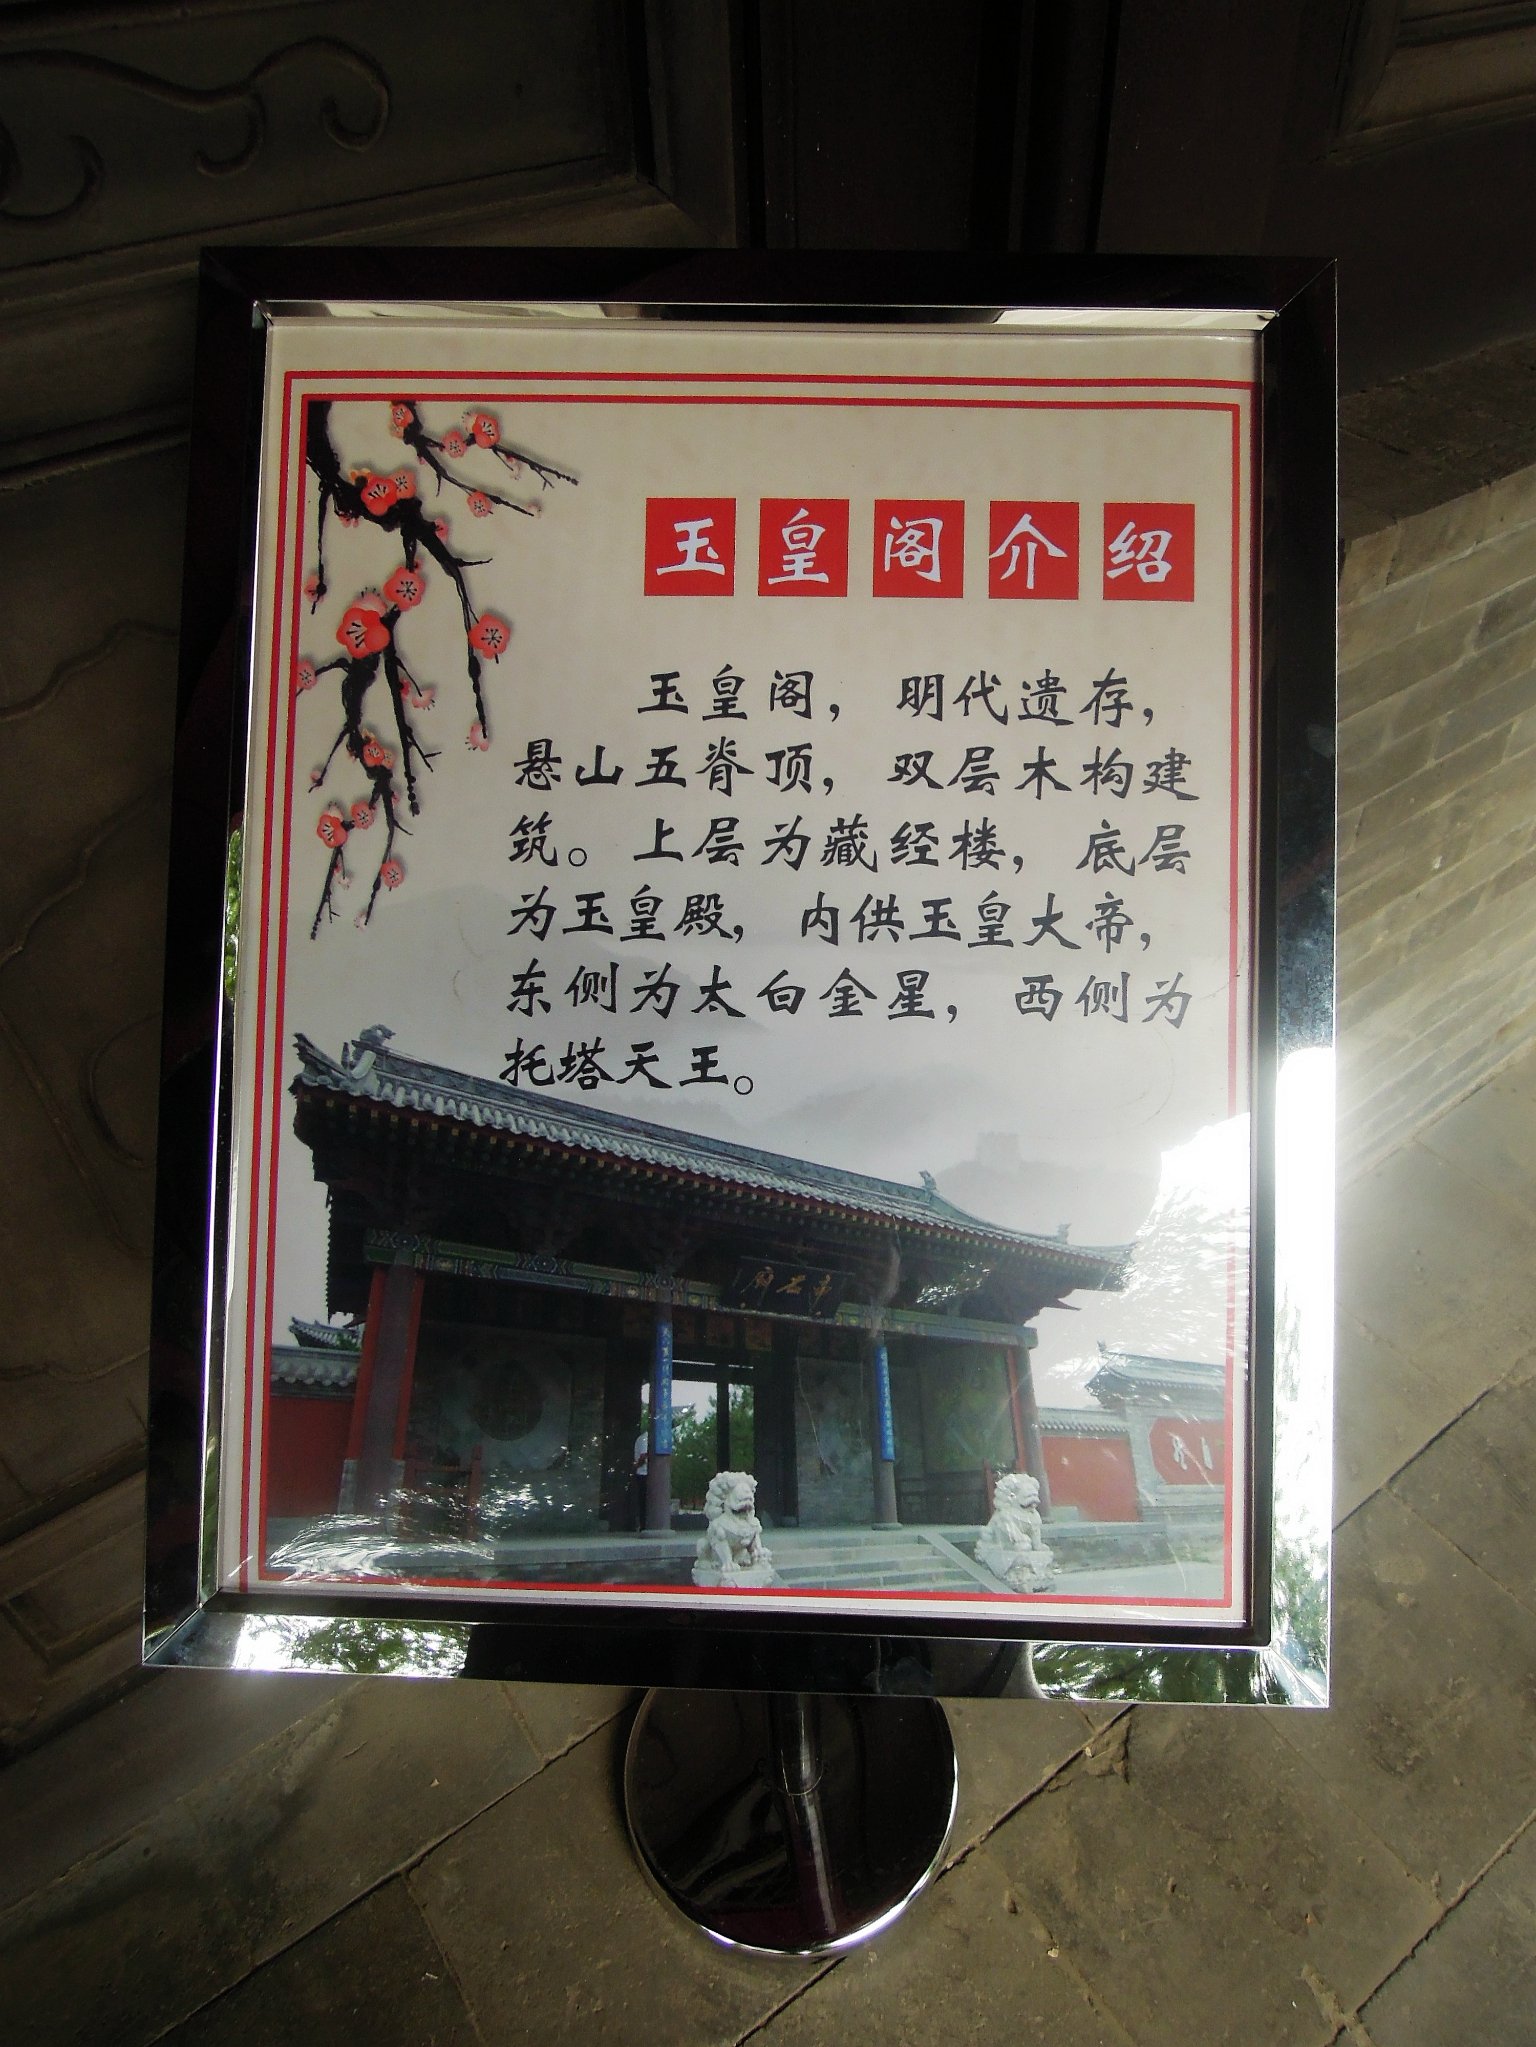 玉皇阁介绍
玉皇阁，明代遗存，
悬山五脊顶，双层木构建
筑。上层为藏经楼，底层
为玉皇殿，内供玉皇大帝，
东侧为太白金星，西侧为
托塔天王。